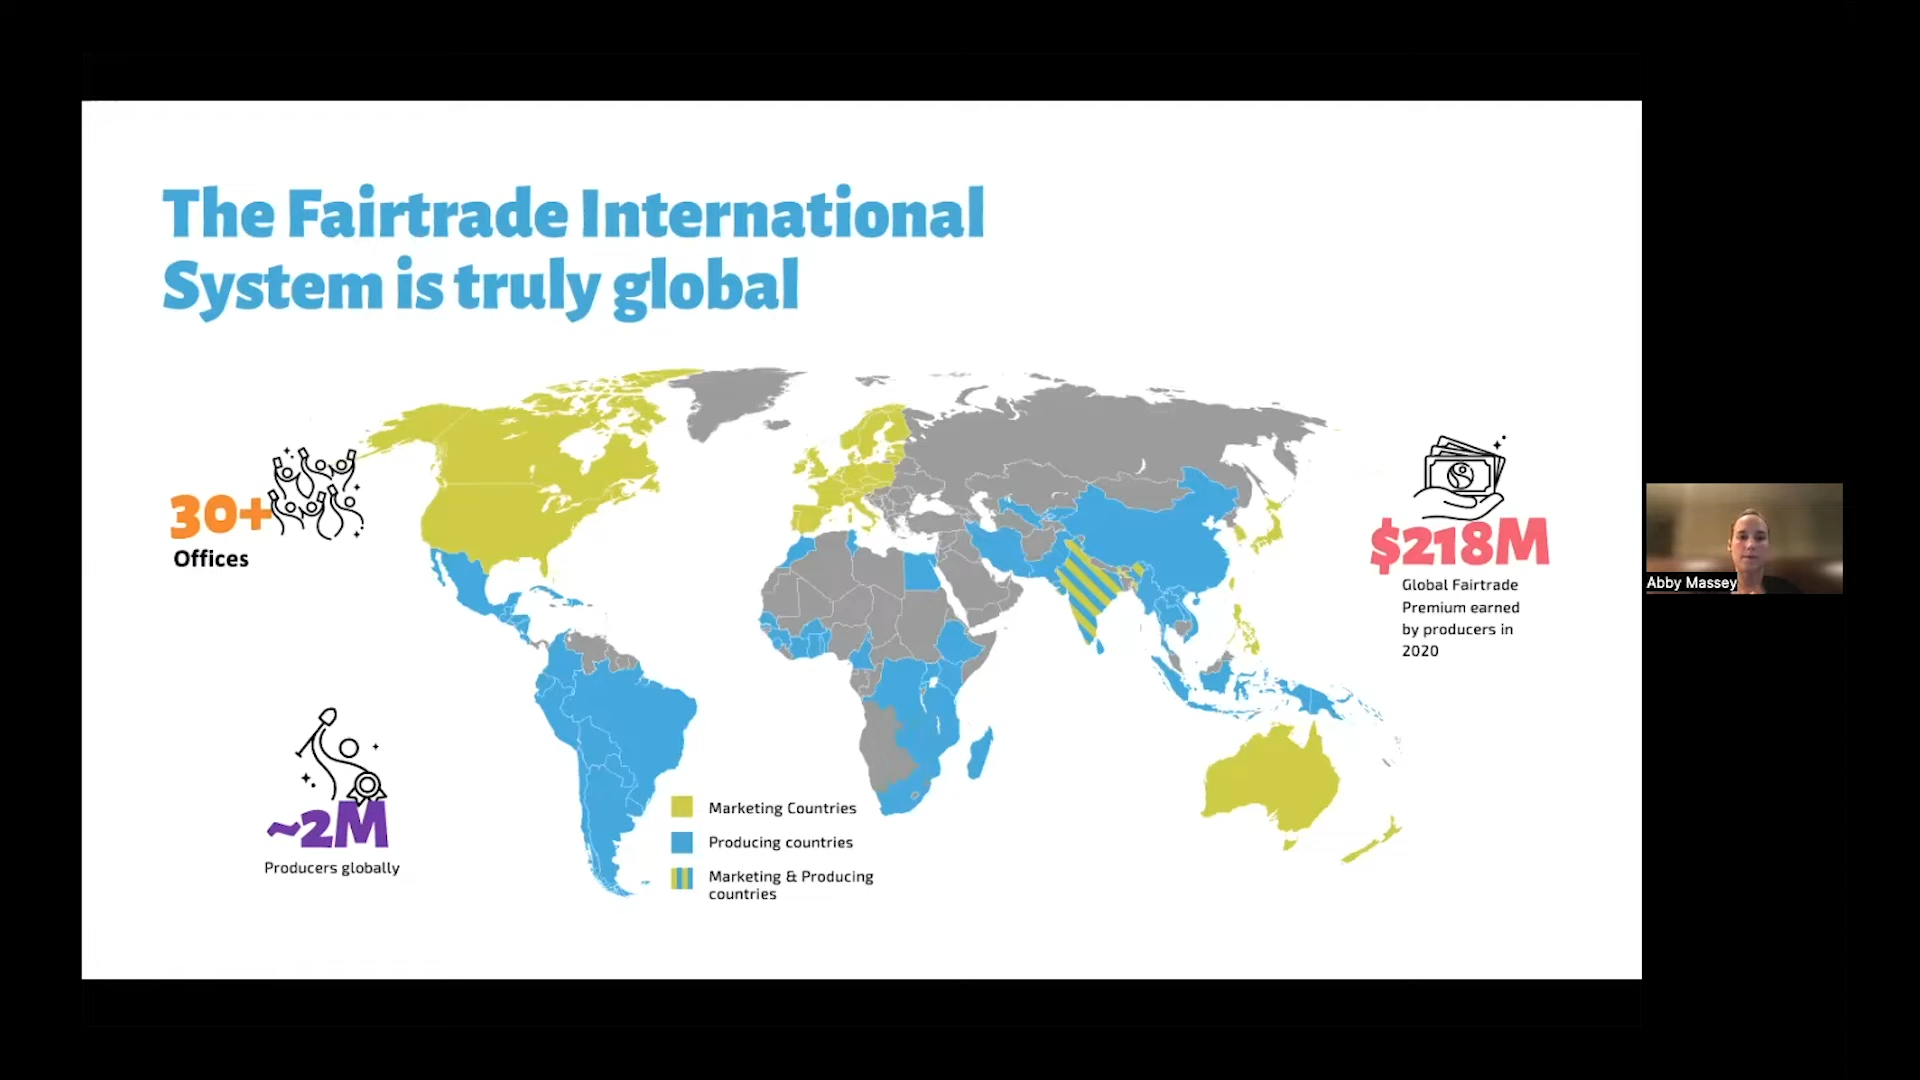 The Fairtrade International
System is truly global
30+
Offices
$218M
Global Fairtrade
Premium earned
by producers in
2020
~2M
Producers globally
Marketing Countries
Producing countries
Marketing & Producing
countries
Abby Massey